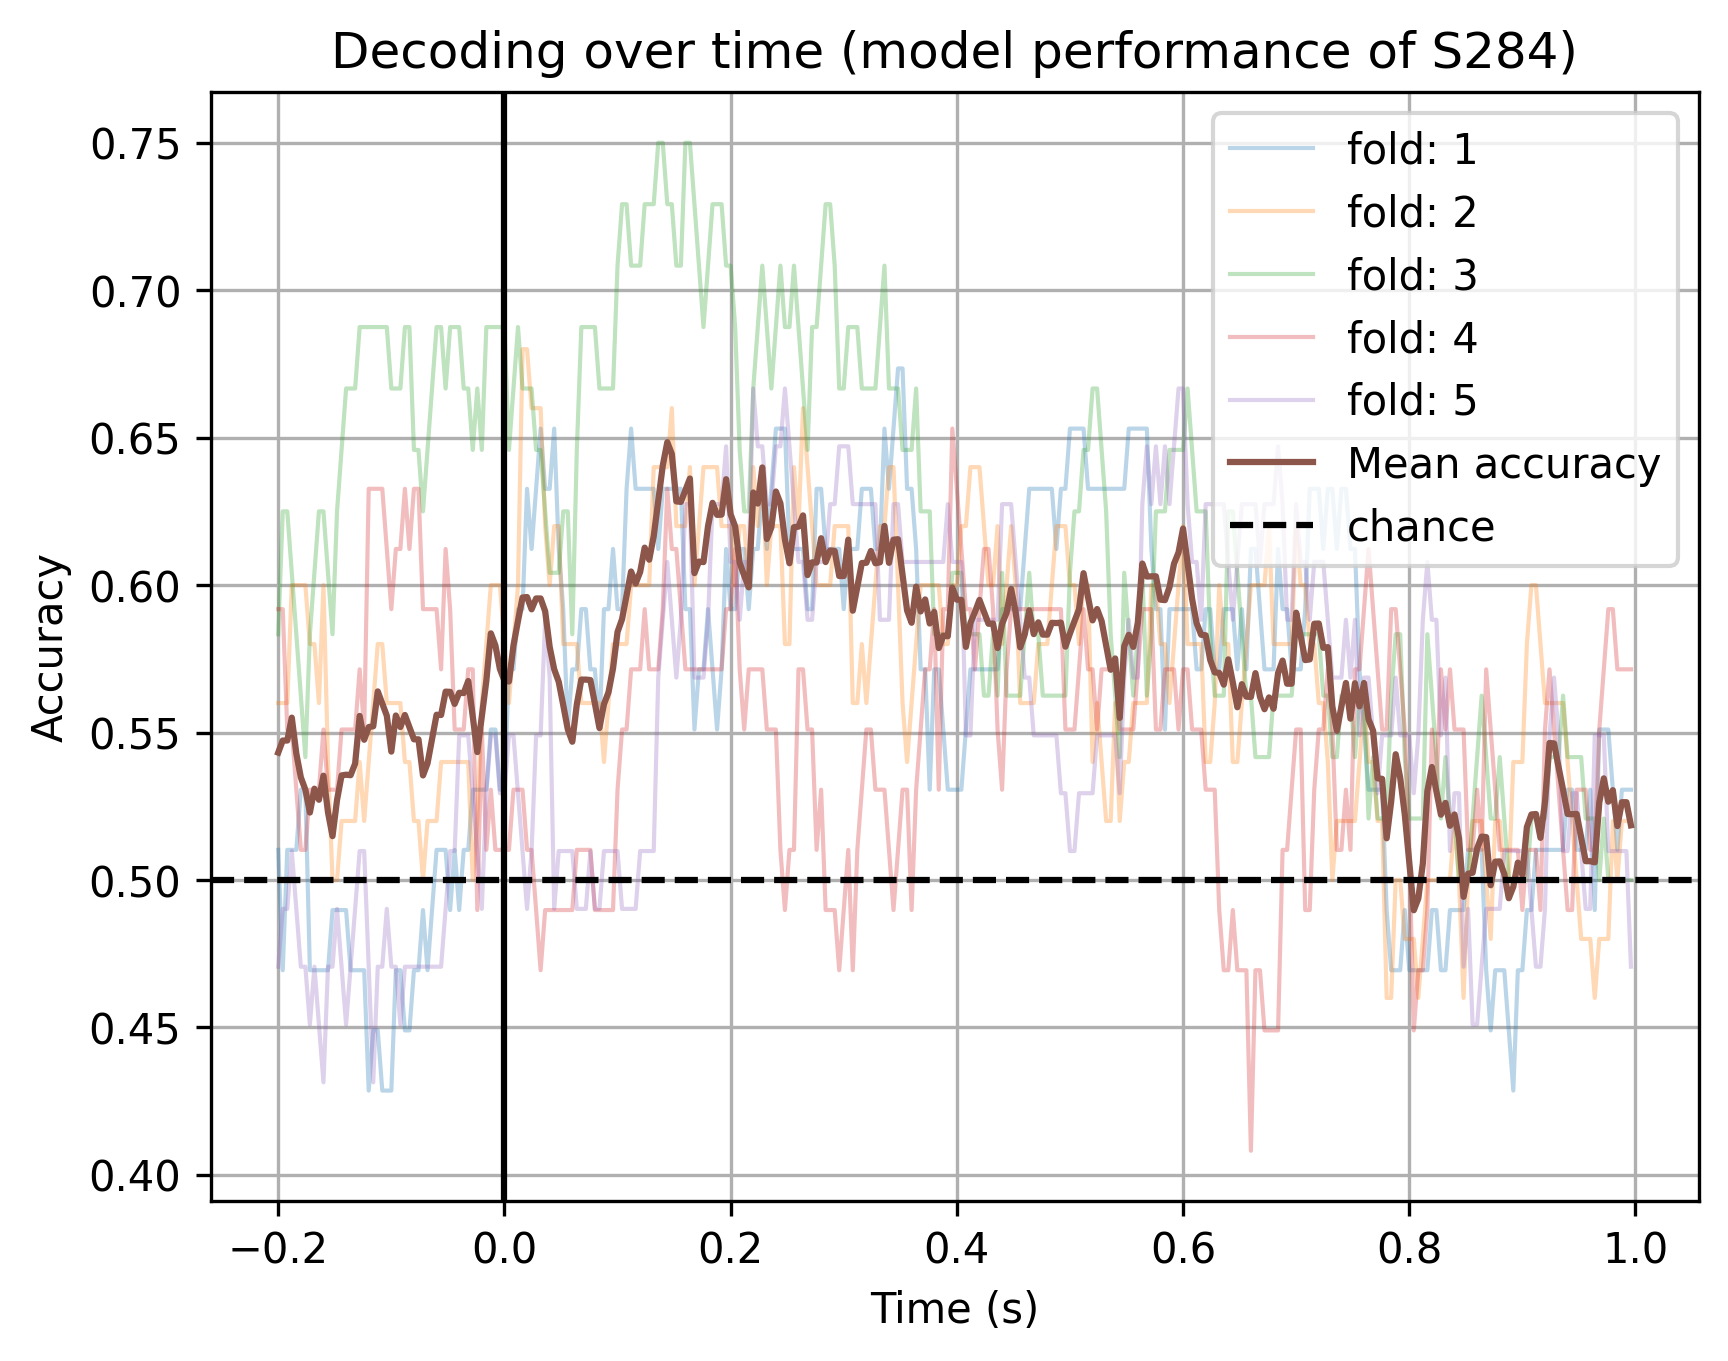 Decoding over time (model performance of S284)
fold: 1
fold: 2
fold: 3
fold: 4
fold: 5
Mean accuracy
chance
Accuracy
0.75
0.70
0.65
0.60
0.55
0.50
0.45
0.40
−0.2
0.0
0.2
0.4
0.6
0.8
1.0
Time (s)